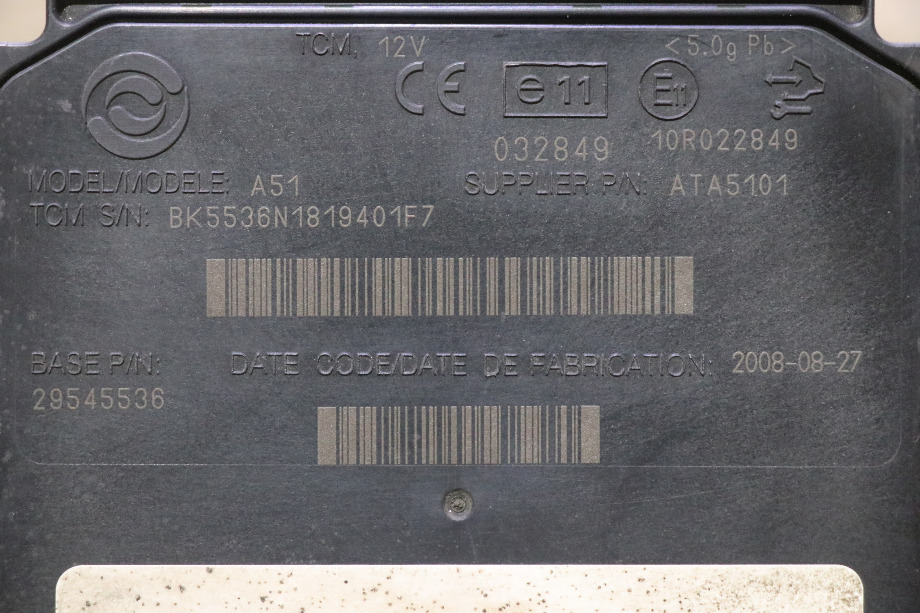 TCM, 12V <5.0g Pb>
CE e11 E11
032849 10R022849
MODEL/MODELE: A51 SUPPLIER P/N: ATA5101
TCM S/N: BK5536N1819401F7
BASE P/N: DATE CODE/DATE DE FABRICATION: 2008-08-27
29545536